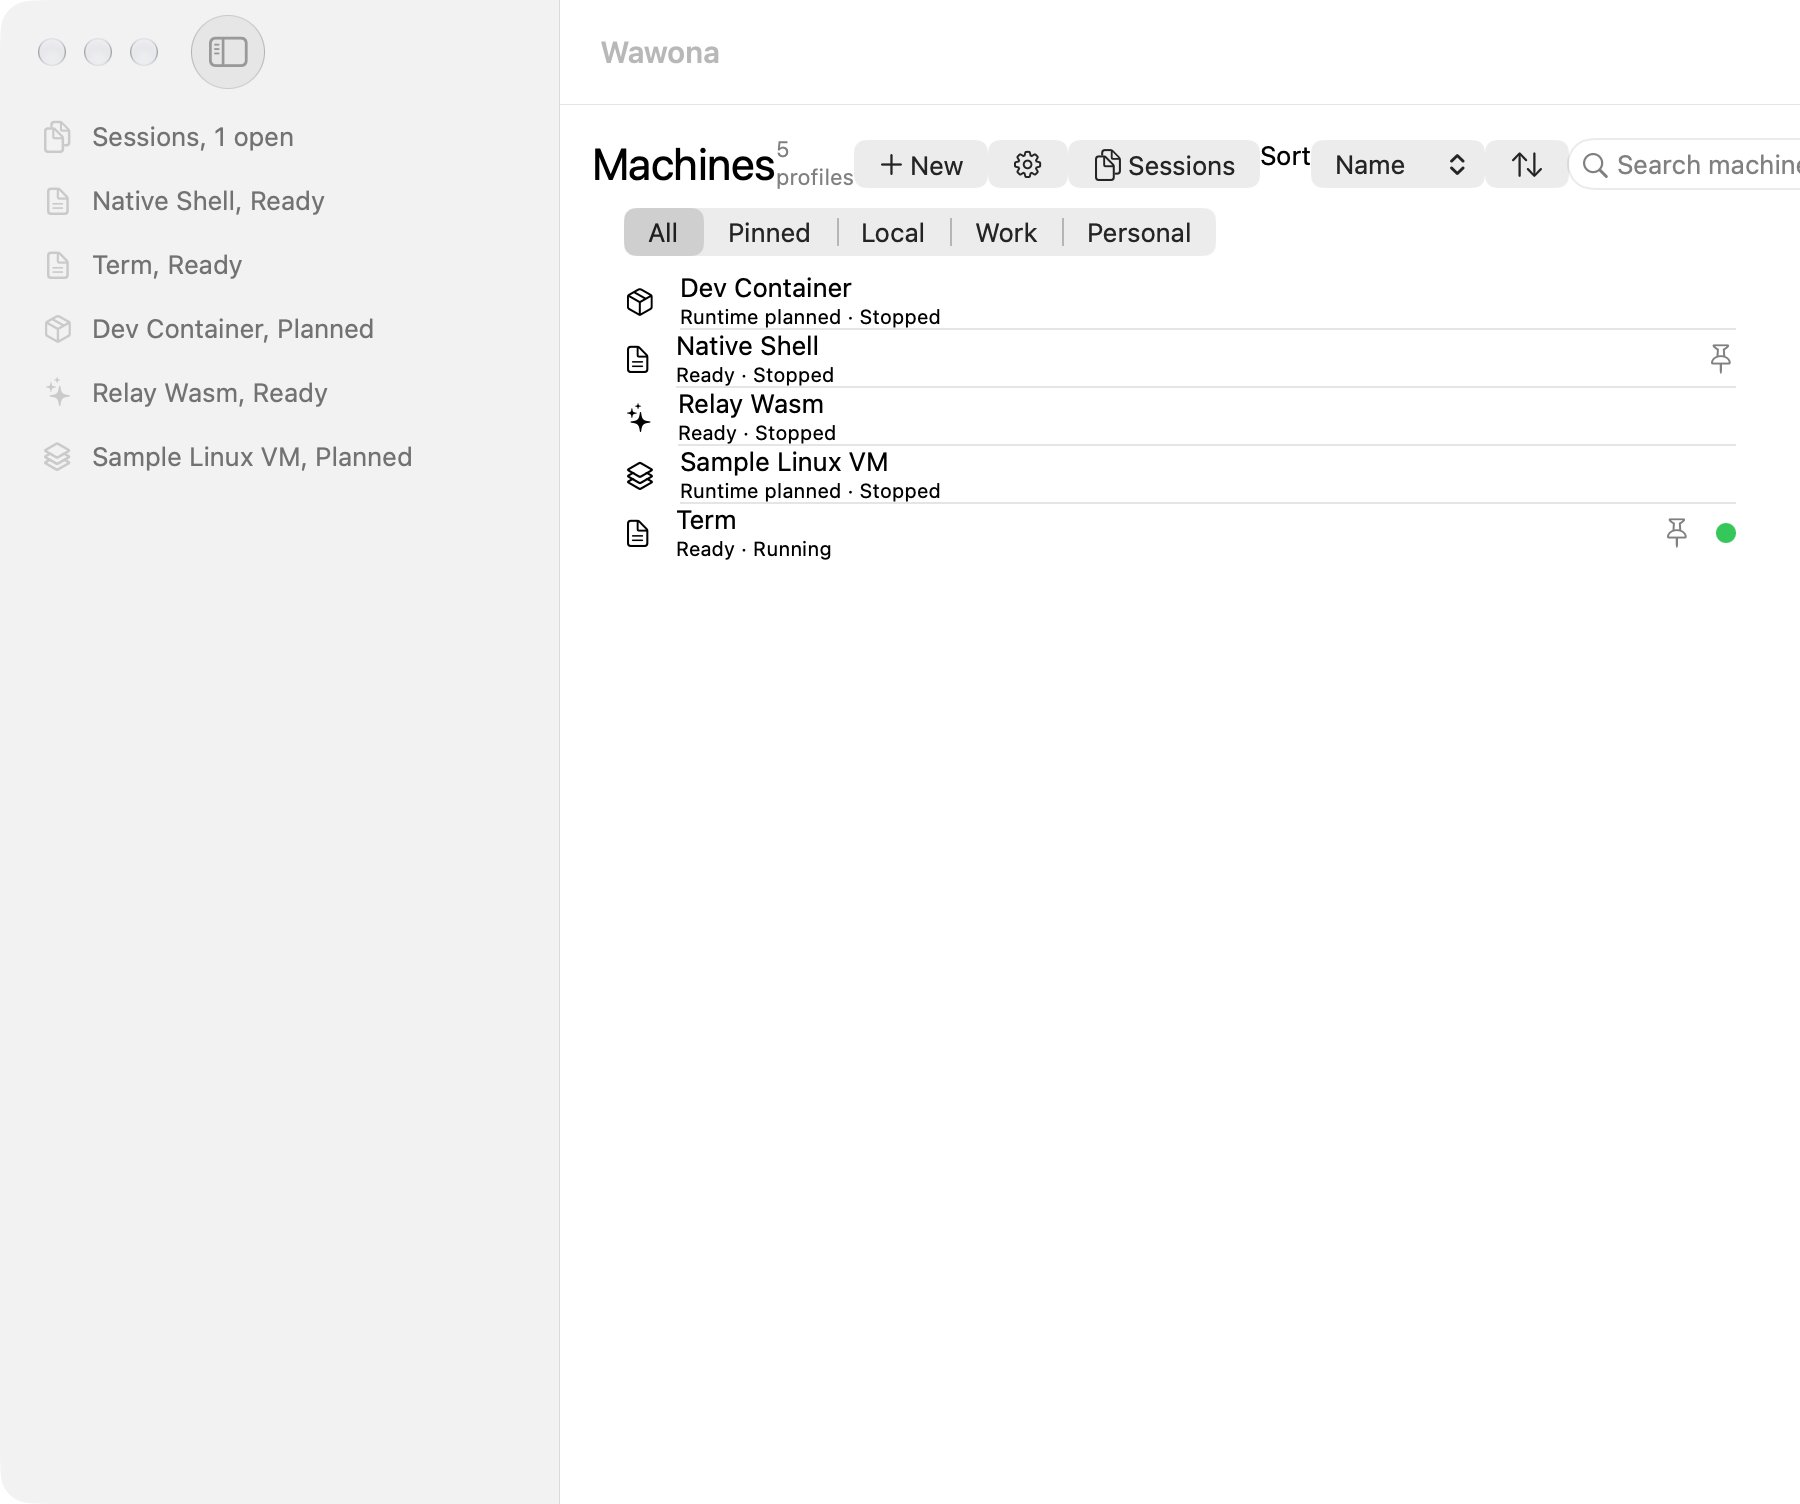 Wawona
Sessions, 1 open
Native Shell, Ready
Term, Ready
Dev Container, Planned
Relay Wasm, Ready
Sample Linux VM, Planned
Machines 5 profiles New Sessions Sort Name Search machine
All Pinned Local Work Personal
Dev Container
Runtime planned · Stopped
Native Shell
Ready · Stopped
Relay Wasm
Ready · Stopped
Sample Linux VM
Runtime planned · Stopped
Term
Ready · Running